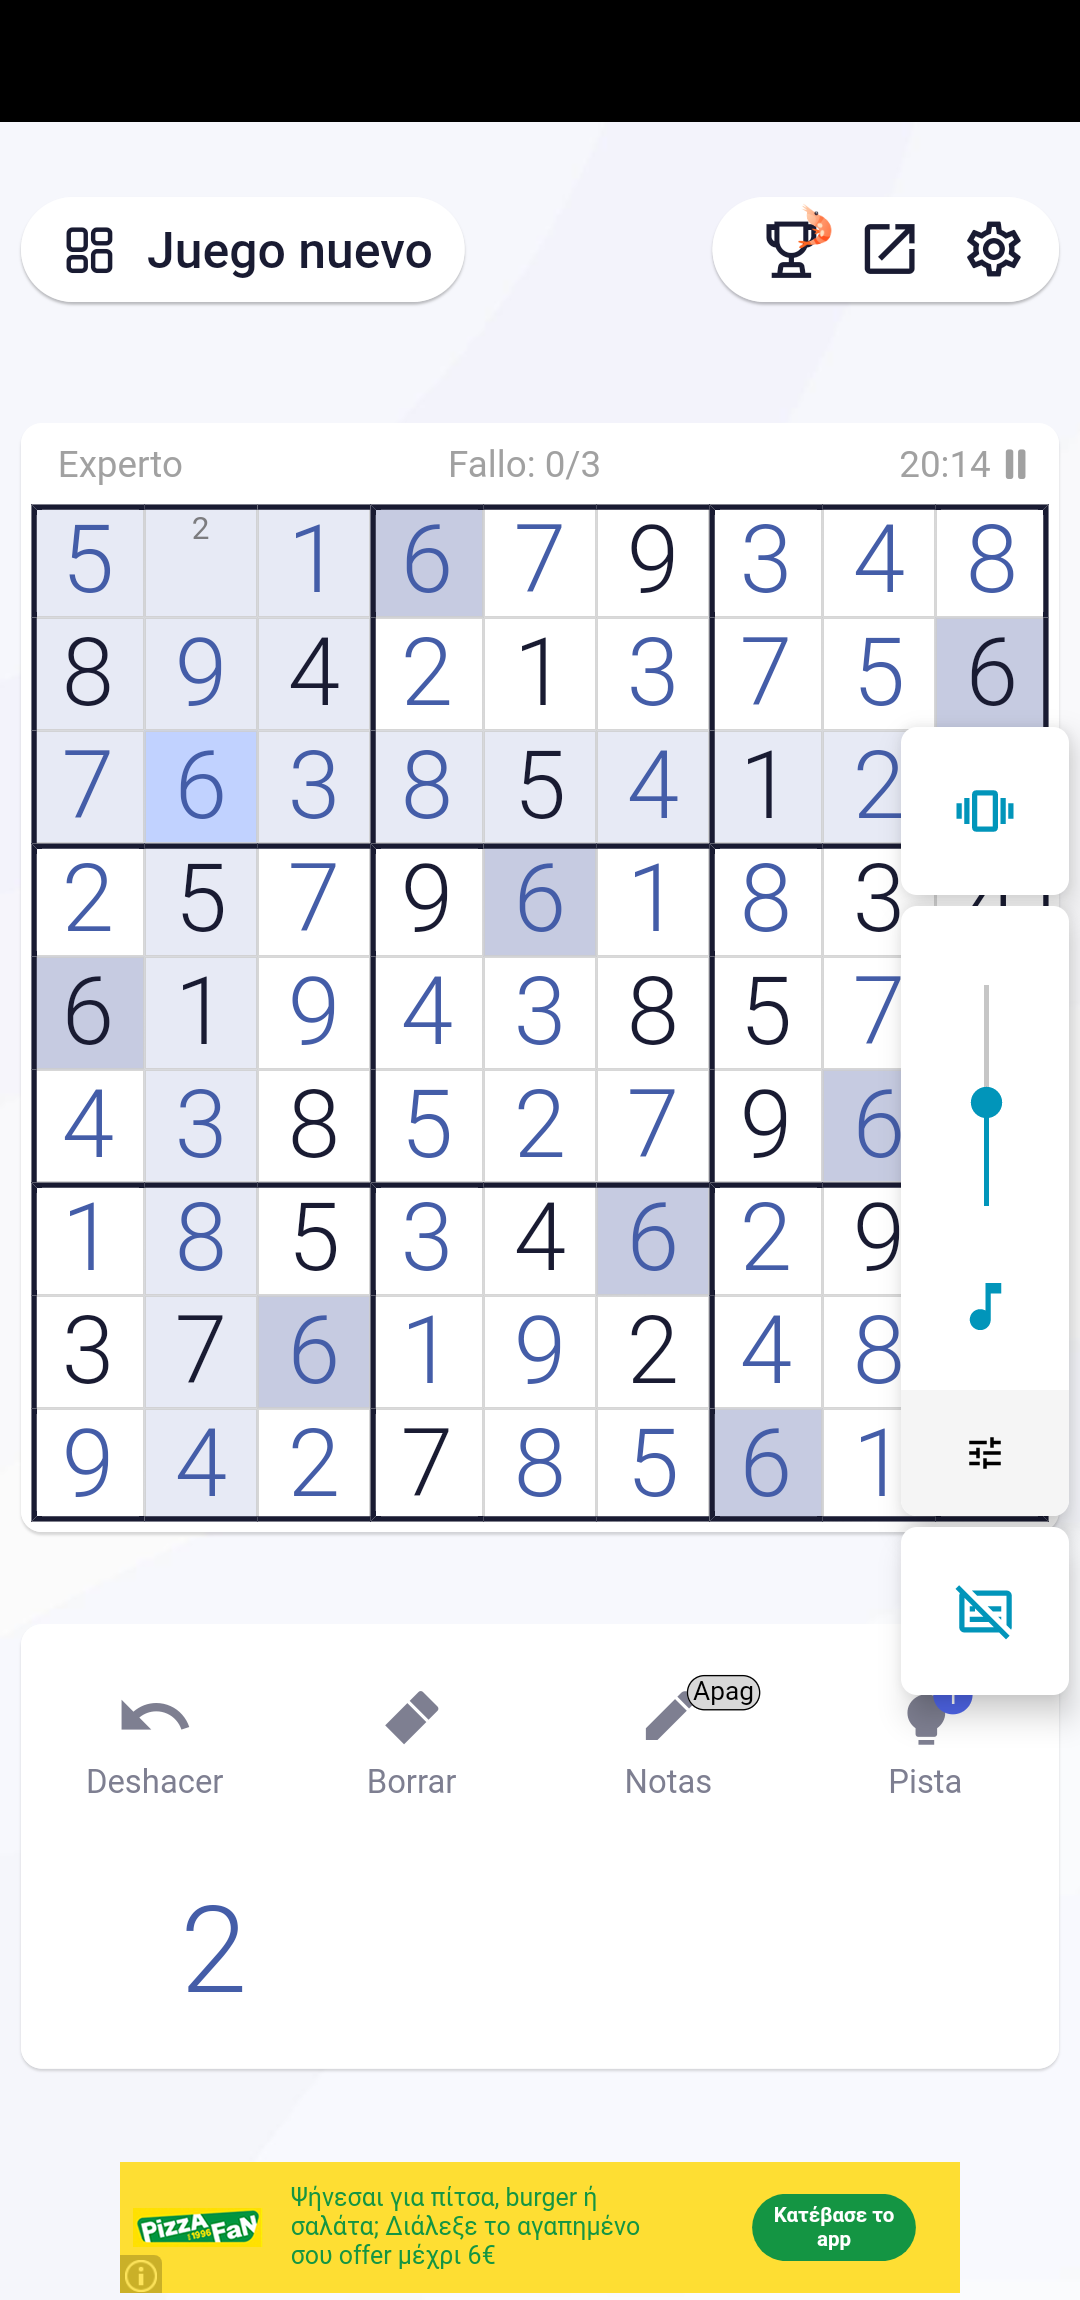 Juego nuevo
Experto Fallo: 0/3 20:14
5 2 1 6 7 9 3 4 8
8 9 4 2 1 3 7 5 6
7 6 3 8 5 4 1 2
2 5 7 9 6 1 8 3
6 1 9 4 3 8 5 7
4 3 8 5 2 7 9 6
1 8 5 3 4 6 2 9
3 7 6 1 9 2 4 8
9 4 2 7 8 5 6 1
Apag
Deshacer Borrar Notas Pista
2
PizzA FaN
1996
Ψήνεσαι για πίτσα, burger ή
σαλάτα; Διάλεξε το αγαπημένο
σου offer μέχρι 6€
Κατέβασε το
app